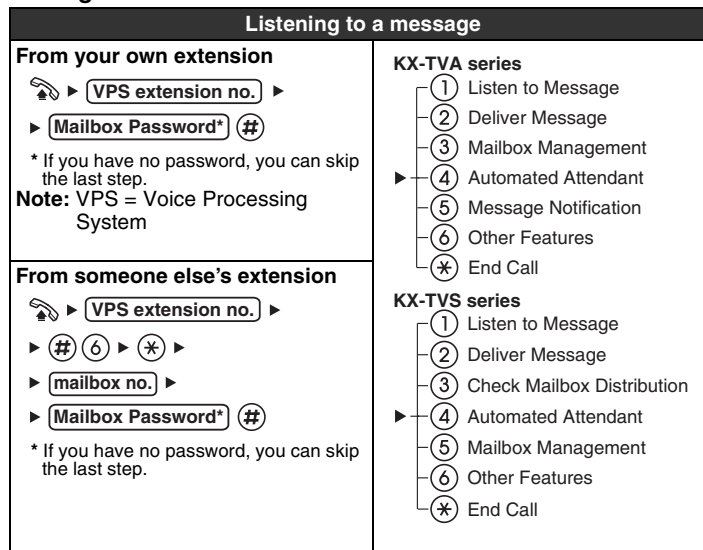 Listening to a message
From your own extension
VPS extension no.
Mailbox Password* #
* If you have no password, you can skip
the last step.
Note: VPS = Voice Processing
System
From someone else's extension
VPS extension no.
# 6 *
mailbox no.
Mailbox Password* #
* If you have no password, you can skip
the last step.
KX-TVA series
1 Listen to Message
2 Deliver Message
3 Mailbox Management
4 Automated Attendant
5 Message Notification
6 Other Features
* End Call
KX-TVS series
1 Listen to Message
2 Deliver Message
3 Check Mailbox Distribution
4 Automated Attendant
5 Mailbox Management
6 Other Features
* End Call